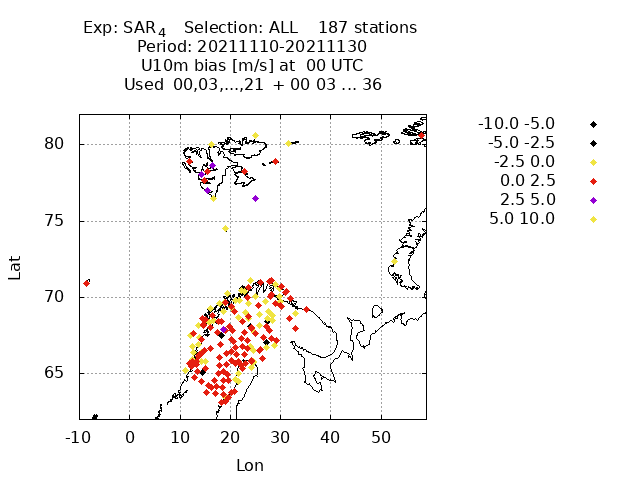 Exp: SAR4 Selection: ALL 187 stations
Period: 20211110-20211130
U10m bias [m/s] at 00 UTC
Used 00,03,...,21 + 00 03 ... 36
-10.0 -5.0
-5.0 -2.5
-2.5 0.0
0.0 2.5
2.5 5.0
5.0 10.0
80
75
70
65
Lat
-10 0 10 20 30 40 50
Lon